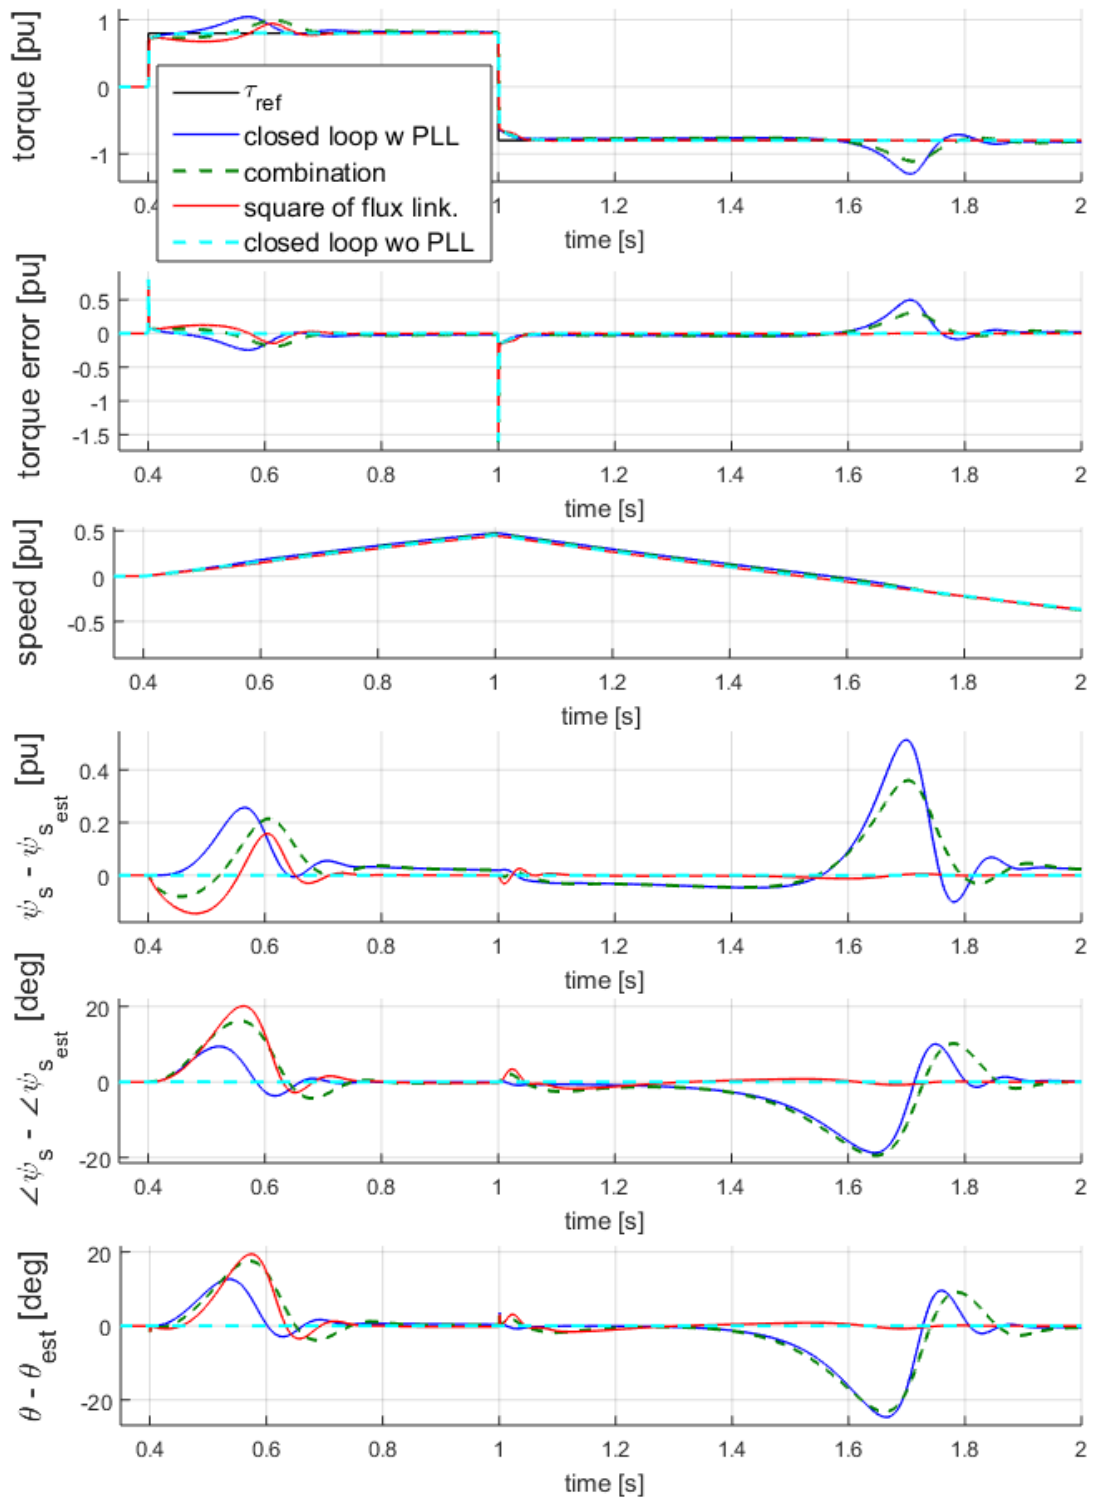 torque [pu]
1
0
-1
τref
closed loop w PLL
combination
square of flux link.
closed loop wo PLL
0.4 1 1.2 1.4 1.6 1.8 2
time [s]
torque error [pu]
0.5
0
-0.5
-1
-1.5
0.4 0.6 0.8 1 1.2 1.4 1.6 1.8 2
time [s]
speed [pu]
0.5
0
-0.5
0.4 0.6 0.8 1 1.2 1.4 1.6 1.8 2
time [s]
ψs - ψsest [pu]
0.4
0.2
0
0.4 0.6 0.8 1 1.2 1.4 1.6 1.8 2
time [s]
∠ψs - ∠ψsest [deg]
20
0
-20
0.4 0.6 0.8 1 1.2 1.4 1.6 1.8 2
time [s]
θ - θest [deg]
20
0
-20
0.4 0.6 0.8 1 1.2 1.4 1.6 1.8 2
time [s]